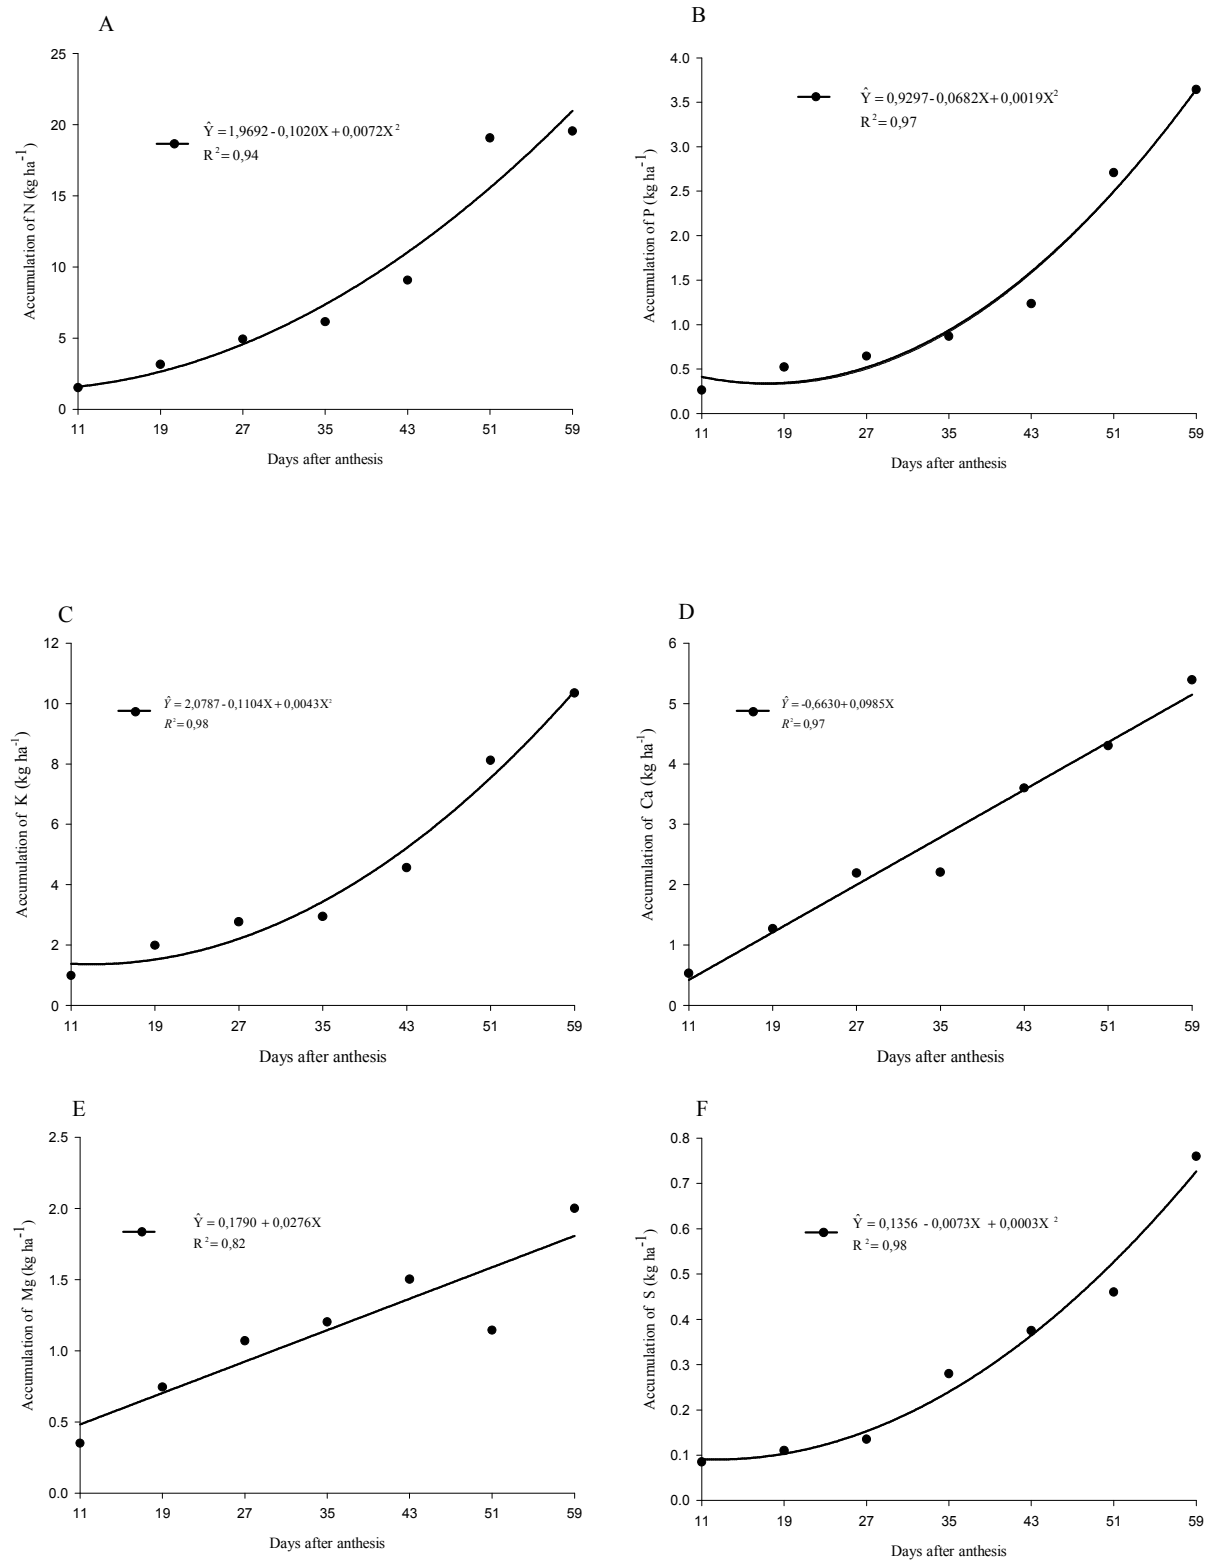 A
25
20
15
10
5
0
Accumulation of N (kg ha⁻¹)
Ŷ = 1,9692 - 0,1020X + 0,0072X²
R² = 0,94
11 19 27 35 43 51 59
Days after anthesis
B
4.0
3.5
3.0
2.5
2.0
1.5
1.0
0.5
0.0
Accumulation of P (kg ha⁻¹)
Ŷ = 0,9297 - 0,0682X + 0,0019X²
R² = 0,97
11 19 27 35 43 51 59
Days after anthesis
C
12
10
8
6
4
2
0
Accumulation of K (kg ha⁻¹)
Ŷ = 2,0787 - 0,1104X + 0,0043X²
R² = 0,98
11 19 27 35 43 51 59
Days after anthesis
D
6
5
4
3
2
1
0
Accumulation of Ca (kg ha⁻¹)
Ŷ = -0,6630 + 0,0985X
R² = 0,97
11 19 27 35 43 51 59
Days after anthesis
E
2.5
2.0
1.5
1.0
0.5
0.0
Accumulation of Mg (kg ha⁻¹)
Ŷ = 0,1790 + 0,0276X
R² = 0,82
11 19 27 35 43 51 59
Days after anthesis
F
0.8
0.7
0.6
0.5
0.4
0.3
0.2
0.1
0.0
Accumulation of S (kg ha⁻¹)
Ŷ = 0,1356 - 0,0073X + 0,0003X²
R² = 0,98
11 19 27 35 43 51 59
Days after anthesis